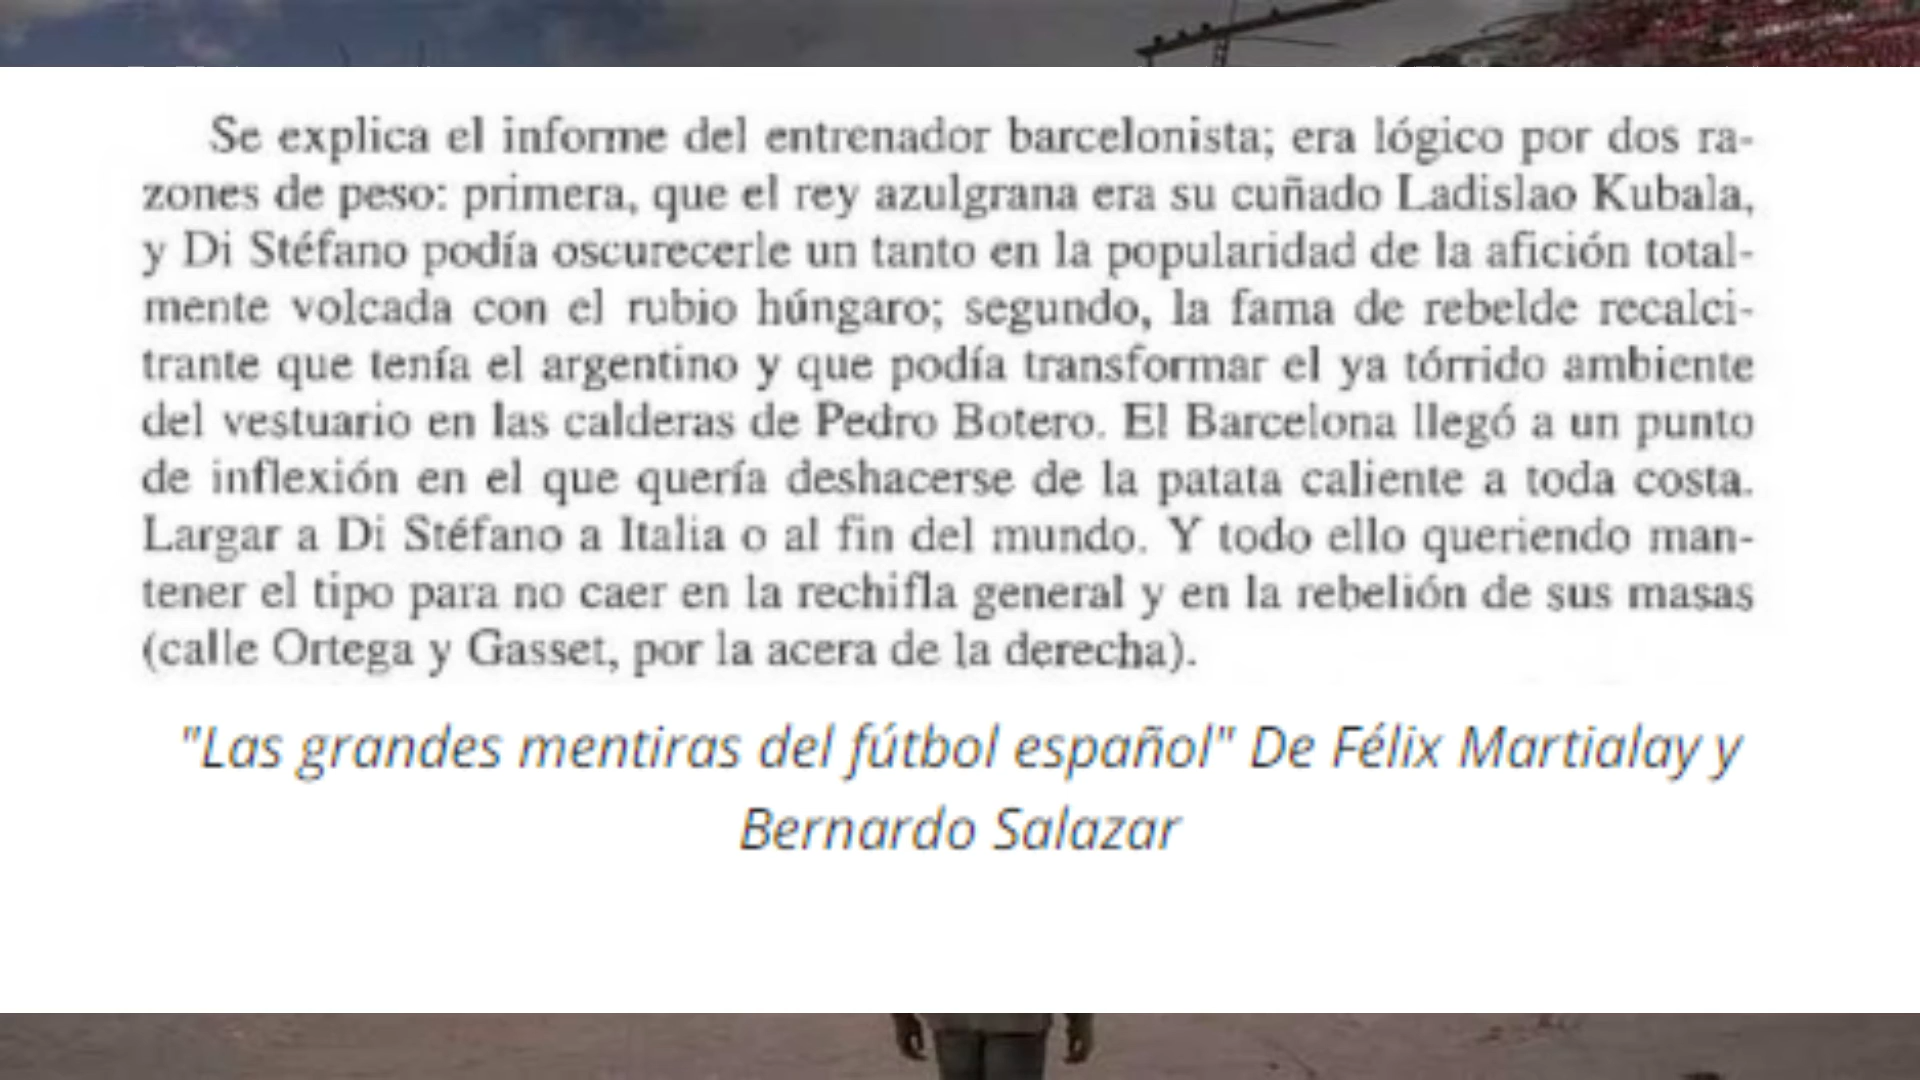 Se explica el informe del entrenador barcelonista; era lógico por dos ra-
zones de peso: primera, que el rey azulgrana era su cuñado Ladislao Kubala,
y Di Stéfano podía oscurecerle un tanto en la popularidad de la afición total-
mente volcada con el rubio húngaro; segundo, la fama de rebelde recalci-
trante que tenía el argentino y que podía transformar el ya tórrido ambiente
del vestuario en las calderas de Pedro Botero. El Barcelona llegó a un punto
de inflexión en el que quería deshacerse de la patata caliente a toda costa.
Largar a Di Stéfano a Italia o al fin del mundo. Y todo ello queriendo man-
tener el tipo para no caer en la rechifla general y en la rebelión de sus masas
(calle Ortega y Gasset, por la acera de la derecha).
"Las grandes mentiras del fútbol español" De Félix Martialay y
Bernardo Salazar